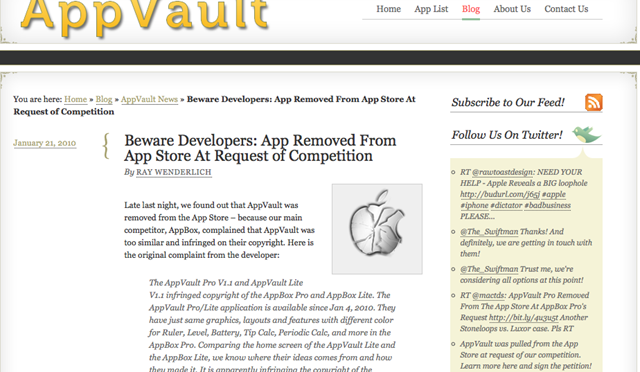 AppVault
Home App List Blog About Us Contact Us
You are here: Home » Blog » AppVault News » Beware Developers: App Removed From App Store At
Request of Competition
January 21, 2010
{
Beware Developers: App Removed From
App Store At Request of Competition
By RAY WENDERLICH
Late last night, we found out that AppVault was
removed from the App Store – because our main
competitor, AppBox, complained that AppVault was
too similar and infringed on their copyright. Here is
the original complaint from the developer:
The AppVault Pro V1.1 and AppVault Lite
V1.1 infringed copyright of the AppBox Pro and AppBox Lite. The
AppVault Pro/Lite application is available since Jan 4, 2010. They
have just same graphics, layouts and features with different color
for Ruler, Level, Battery, Tip Calc, Periodic Calc, and more in the
AppBox Pro. Comparing the home screen of the AppVault Lite and
the AppBox Lite, we know where their ideas comes from and how
they made it. It is apparently infringing the copyright of the
Subscribe to Our Feed!
Follow Us On Twitter!
RT @rawtoastdesign: NEED YOUR
HELP - Apple Reveals a BIG loophole
http://budurl.com/j65j #apple
#iphone #dictator #badbusiness
PLEASE...
@The_Swiftman Thanks! And
definitely, we are getting in touch with
them!
@The_Swiftman Trust me, we're
considering all options at this point!
RT @mactds: AppVault Pro Removed
From The App Store At AppBox Pro's
Request http://bit.ly/4u3u5t Another
Stoneloops vs. Luxor case. Pls RT
AppVault was pulled from the App
Store at request of our competition.
Learn more here and sign the petition!